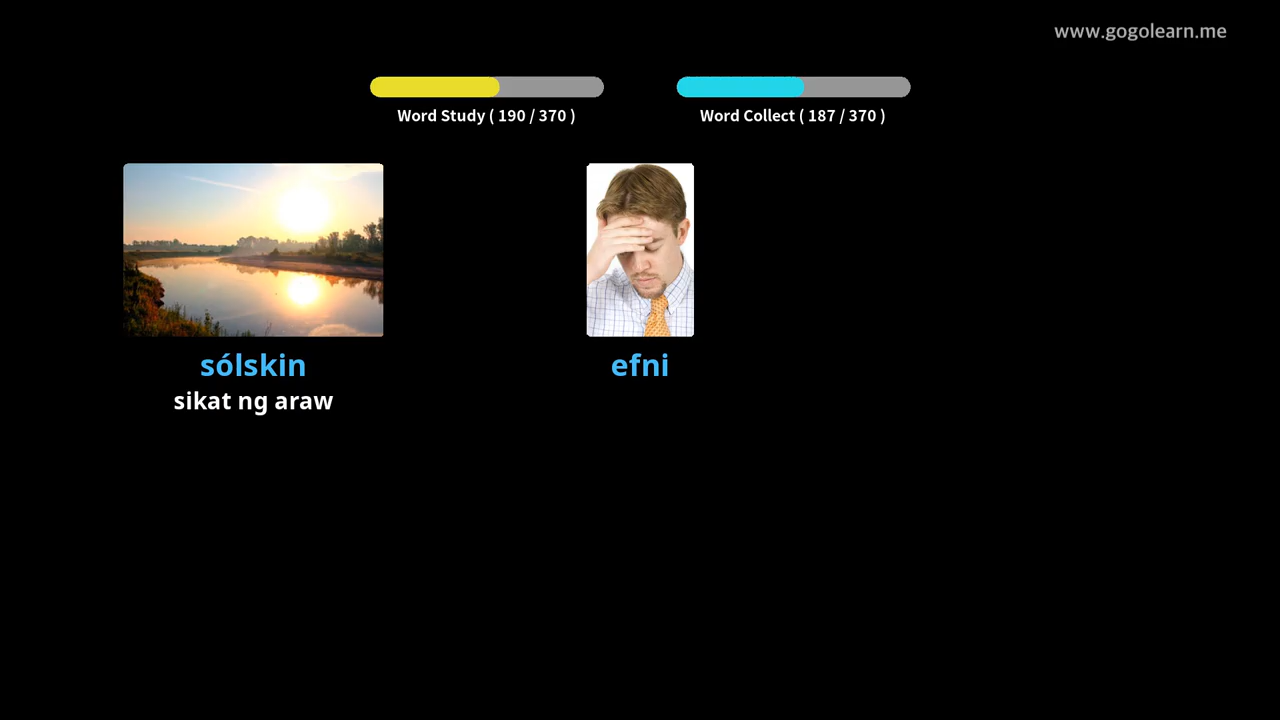 www.gogolearn.me
Word Study ( 190 / 370 )
Word Collect ( 187 / 370 )
sólskin
efni
sikat ng araw